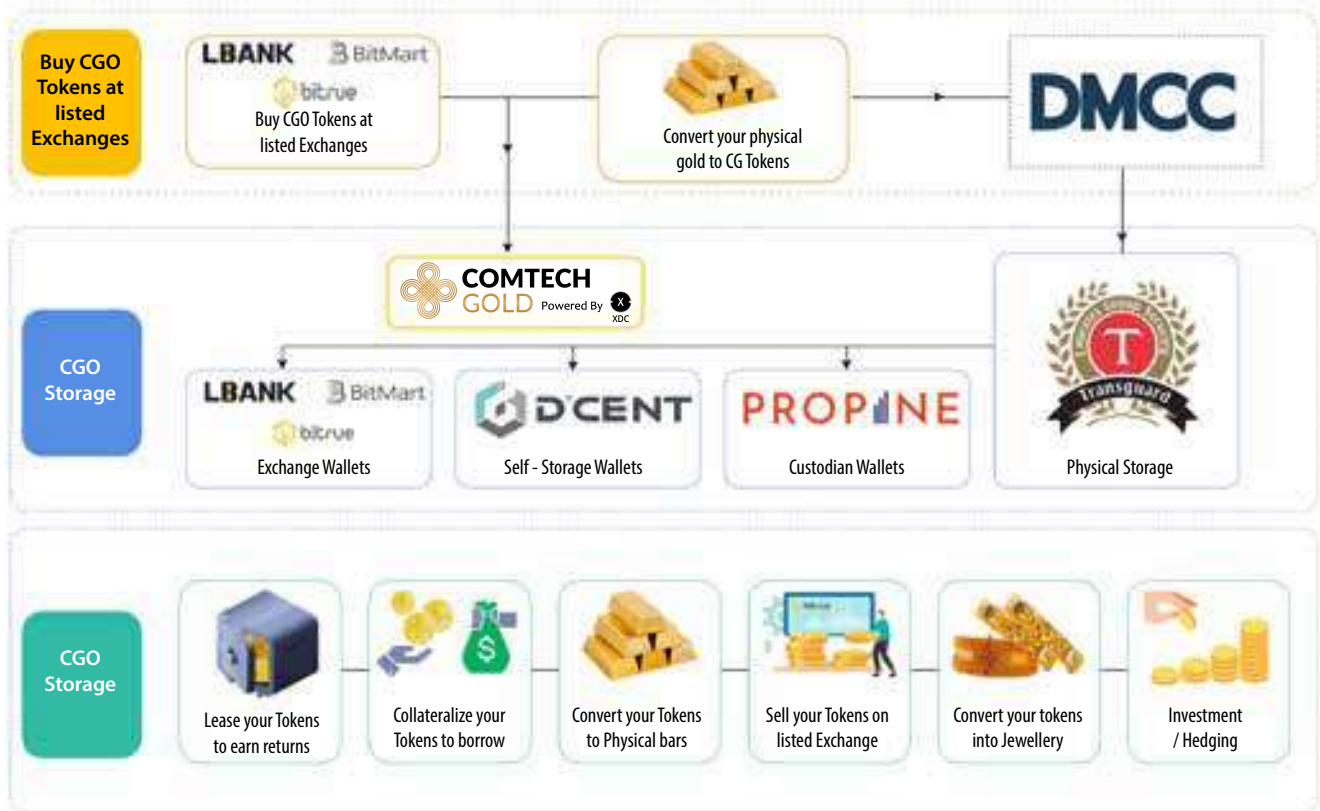 Buy CGO
Tokens at
listed
Exchanges
LBANK BitMart
bitrue
Buy CGO Tokens at
listed Exchanges
Convert your physical
gold to CG Tokens
DMCC
COMTECH
GOLD Powered By X
XDC
CGO
Storage
LBANK BitMart
bitrue
Exchange Wallets
D'CENT
Self - Storage Wallets
PROPINE
Custodian Wallets
T
Transguard
Physical Storage
CGO
Storage
Lease your Tokens
to earn returns
$
Collateralize your
Tokens to borrow
Convert your Tokens
to Physical bars
Sell your Tokens on
listed Exchange
Convert your tokens
into Jewellery
Investment
/ Hedging